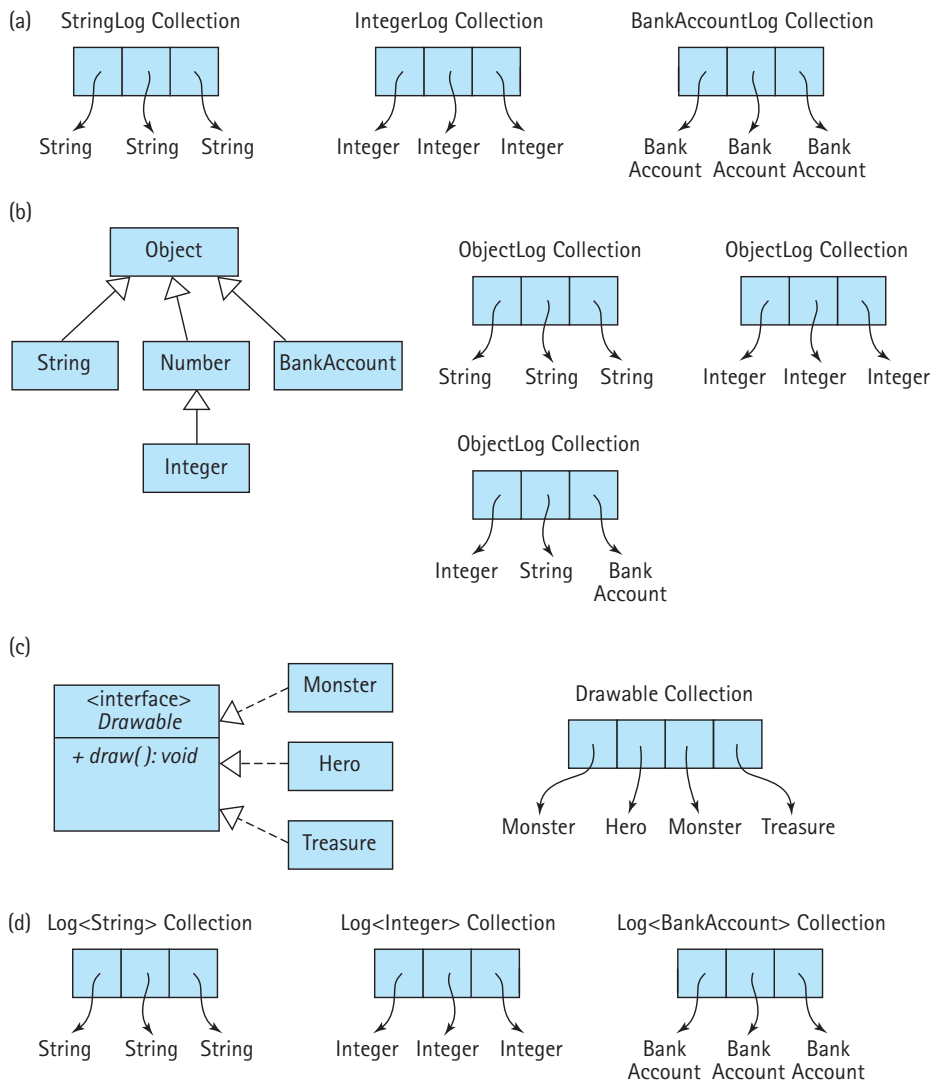 (a) StringLog Collection IntegerLog Collection BankAccountLog Collection
String String String Integer Integer Integer Bank Account Bank Account Bank Account
(b)
Object
String Number BankAccount
Integer
ObjectLog Collection
String String String
ObjectLog Collection
Integer Integer Integer
ObjectLog Collection
Integer String Bank Account
(c)
<interface>
Drawable
+ draw( ): void
Monster
Hero
Treasure
Drawable Collection
Monster Hero Monster Treasure
(d) Log<String> Collection Log<Integer> Collection Log<BankAccount> Collection
String String String Integer Integer Integer Bank Account Bank Account Bank Account